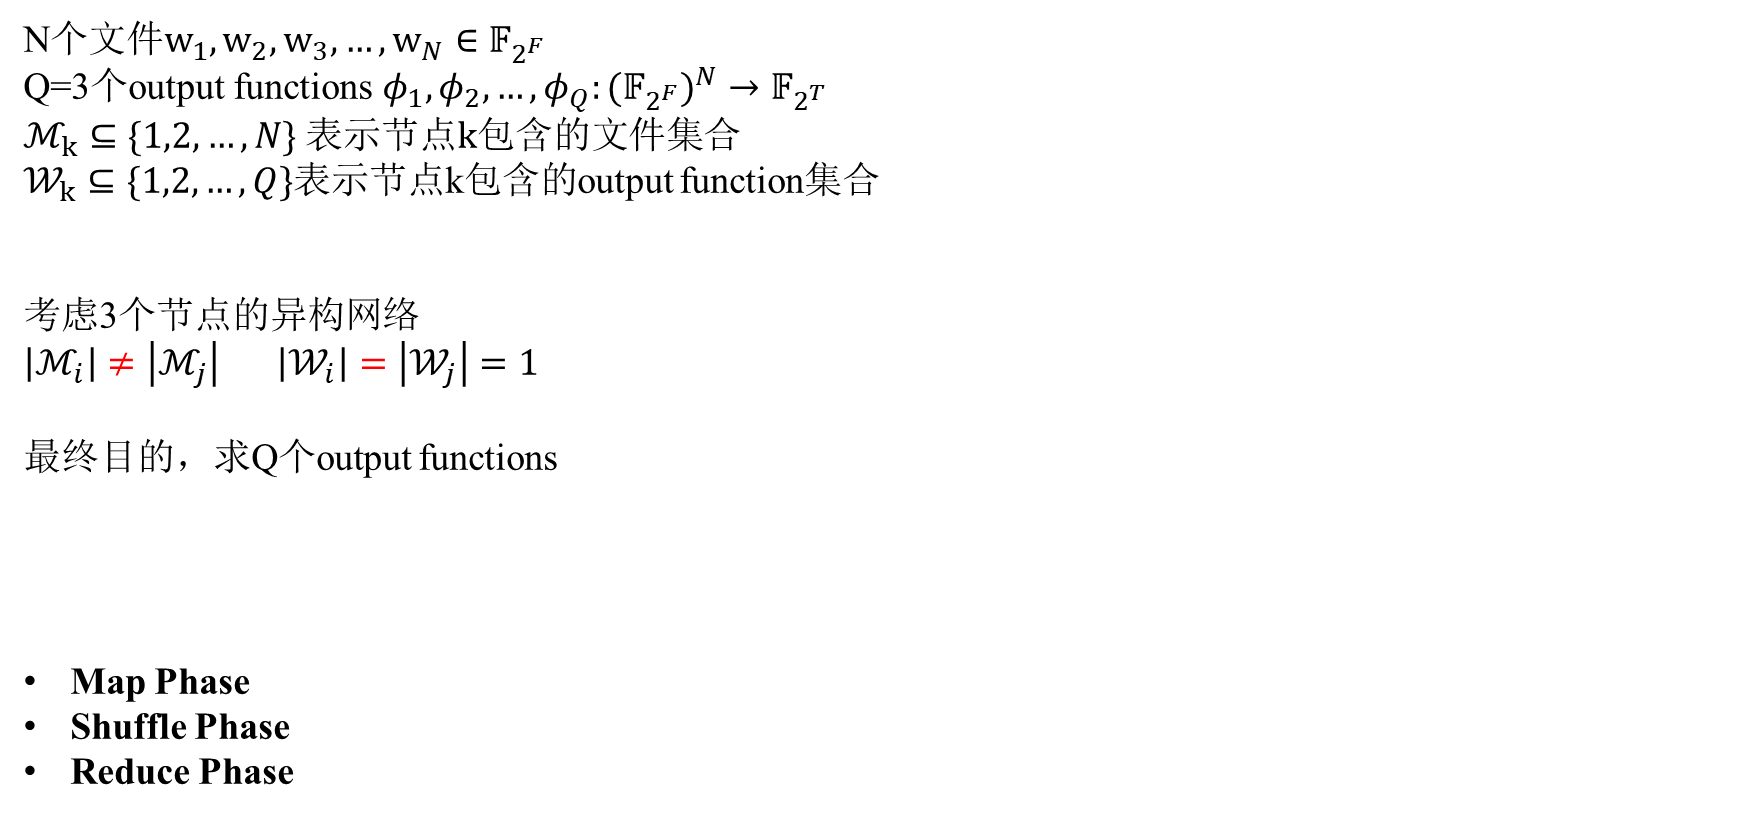 N个文件w₁, w₂, w₃, …, w_N ∈ 𝔽_{2^F}
Q=3个output functions ϕ₁, ϕ₂, …, ϕ_Q: (𝔽_{2^F})^N → 𝔽_{2^T}
ℳ_k ⊆ {1,2, …, N} 表示节点k包含的文件集合
𝒲_k ⊆ {1,2, …, Q}表示节点k包含的output function集合
考虑3个节点的异构网络
|ℳ_i| ≠ |ℳ_j| |𝒲_i| = |𝒲_j| = 1
最终目的，求Q个output functions
• Map Phase
• Shuffle Phase
• Reduce Phase